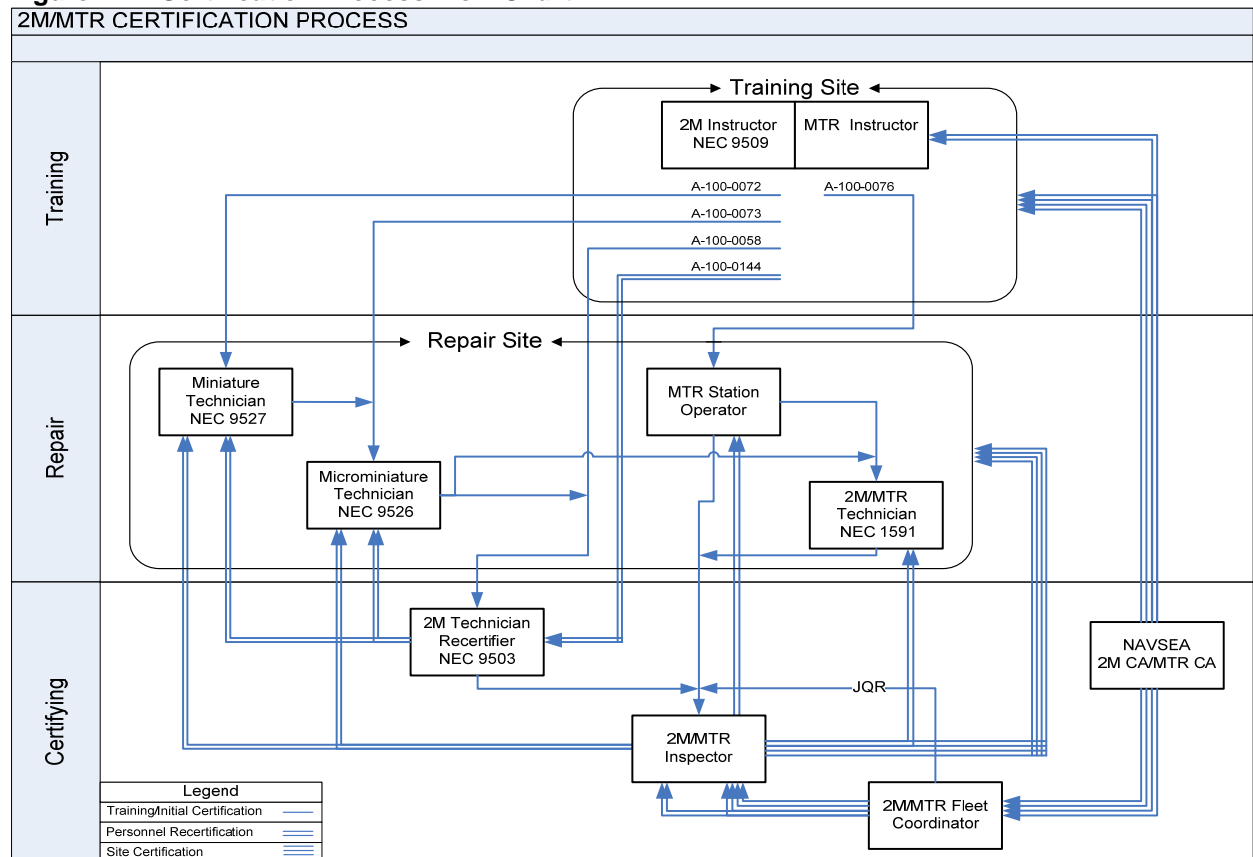 2M/MTR CERTIFICATION PROCESS
Training
Training Site
2M Instructor
NEC 9509
MTR Instructor
A-100-0072
A-100-0076
A-100-0073
A-100-0058
A-100-0144
Repair
Repair Site
Miniature
Technician
NEC 9527
MTR Station
Operator
Microminiature
Technician
NEC 9526
2M/MTR
Technician
NEC 1591
Certifying
2M Technician
Recertifier
NEC 9503
NAVSEA
2M CA/MTR CA
JQR
2M/MTR
Inspector
2M/MTR Fleet
Coordinator
Legend
Training/Initial Certification
Personnel Recertification
Site Certification